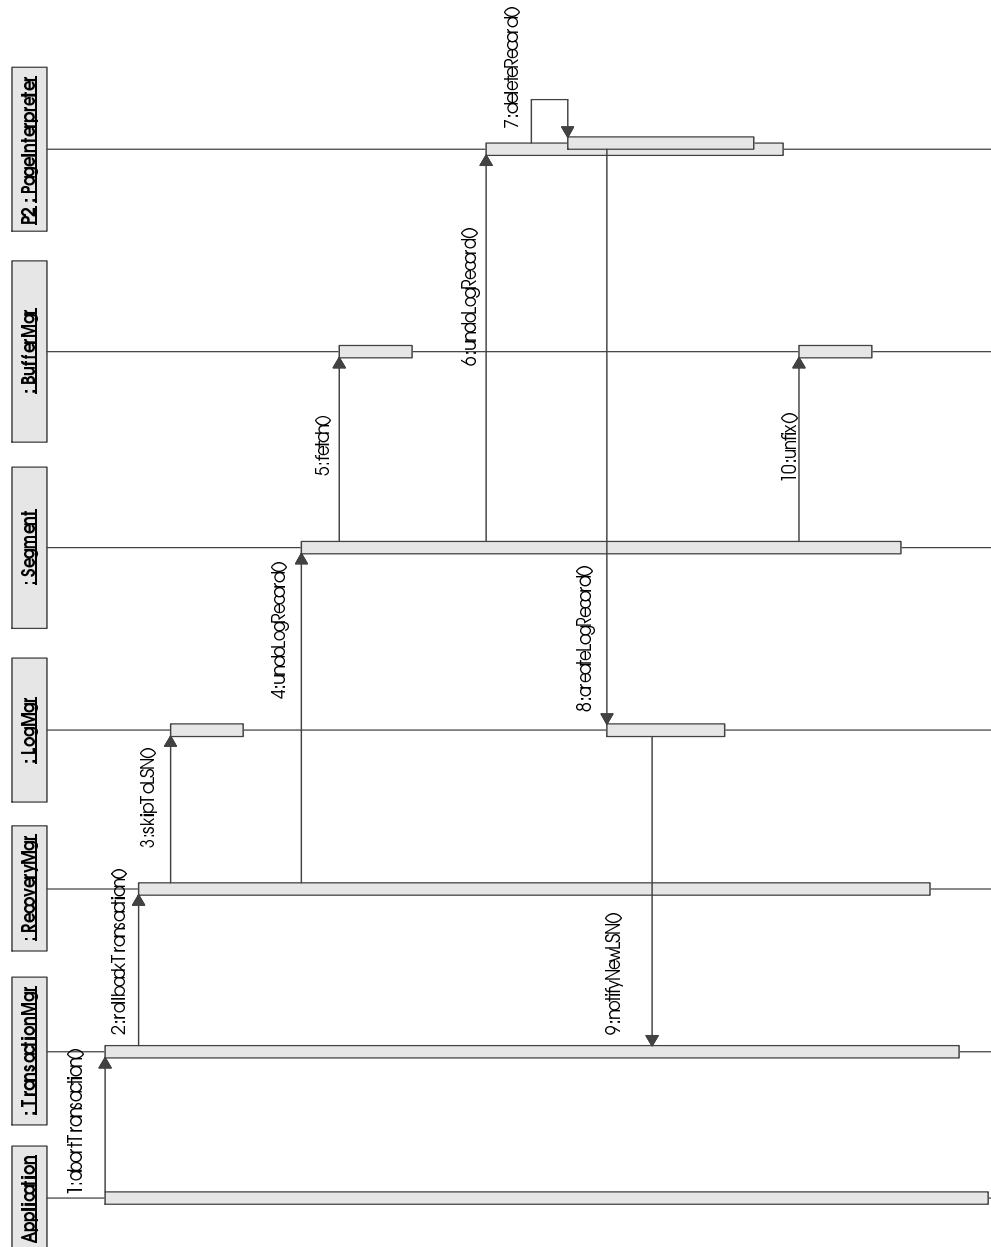 Application
: TransactionMgr
: RecoveryMgr
: LogMgr
: Segment
: BufferMgr
P2 : PageInterpreter
1:abortTransaction()
2:rollbackTransaction()
3:skipToLSN()
4:undoLogRecord()
5:fetch()
6:undoLogRecord()
7:deleteRecord()
8:createLogRecord()
9:notifyNewLSN()
10:unfix()